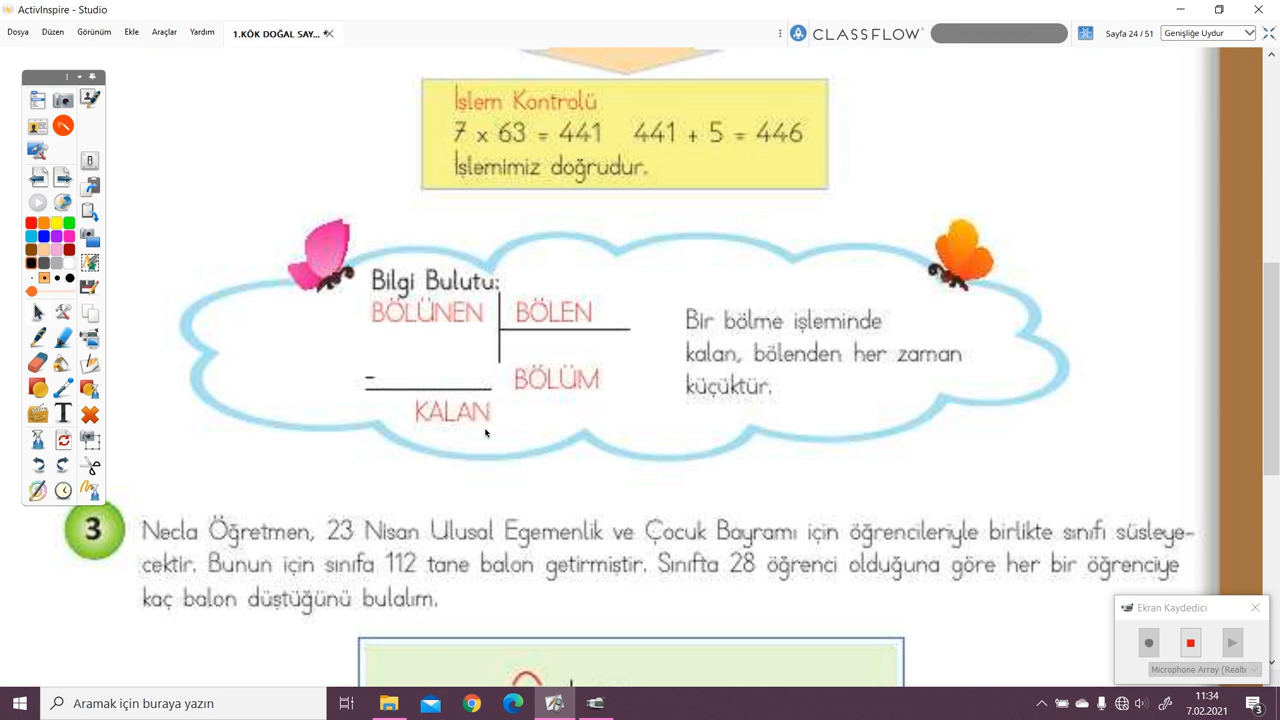 ActivInspire - Studio
Dosya Düzen Görünüm Ekle Araçlar Yardım
1.KÖK DOĞAL SAY...
CLASSFLOW
Sayfa 24 / 51
Genişliğe Uydur
İşlem Kontrolü
7 x 63 = 441 441 + 5 = 446
İşlemimiz doğrudur.
Bilgi Bulutu:
BÖLÜNEN BÖLEN
BÖLÜM
KALAN
Bir bölme işleminde
kalan, bölenden her zaman
küçüktür.
3
Necla Öğretmen, 23 Nisan Ulusal Egemenlik ve Çocuk Bayramı için öğrencileriyle birlikte sınıfı süsleye-
cektir. Bunun için sınıfa 112 tane balon getirmiştir. Sınıfta 28 öğrenci olduğuna göre her bir öğrenciye
kaç balon düştüğünü bulalım.
Ekran Kaydedici
Microphone Array (Realt
Aramak için buraya yazın
11:34
7.02.2021
3